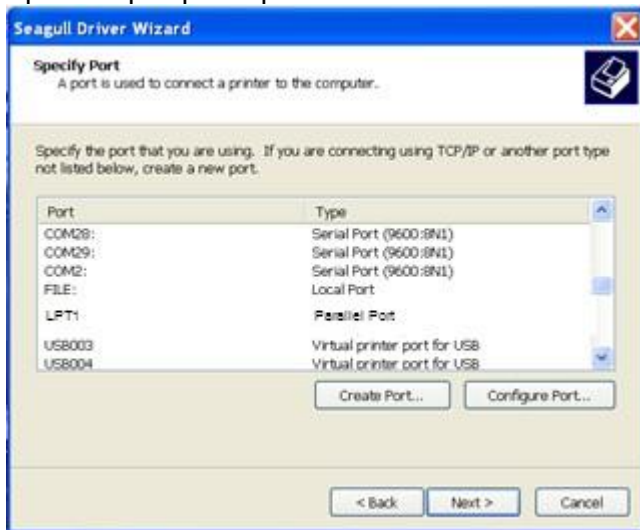 Seagull Driver Wizard
Specify Port
A port is used to connect a printer to the computer.
Specify the port that you are using. If you are connecting using TCP/IP or another port type
not listed below, create a new port.
Port Type
COM28: Serial Port (9600:8N1)
COM29: Serial Port (9600:8N1)
COM2: Serial Port (9600:8N1)
FILE: Local Port
LPT1 Parallel Port
USB003 Virtual printer port for USB
USB004 Virtual printer port for USB
Create Port... Configure Port...
< Back Next > Cancel